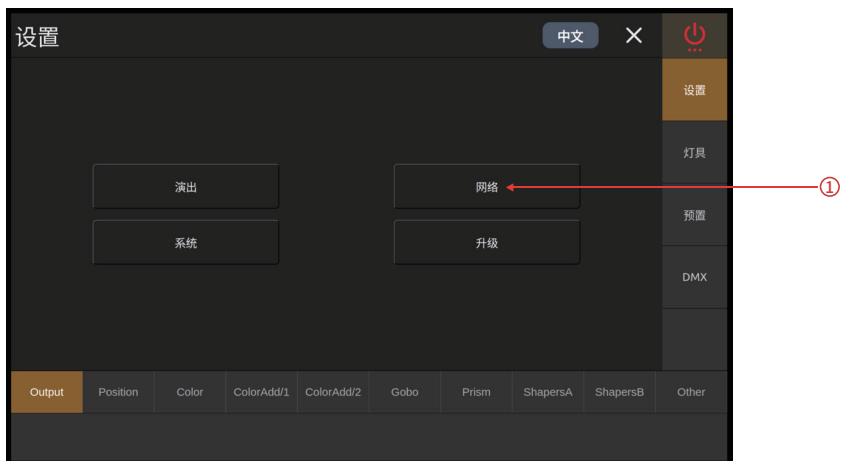 设置
中文
设置
灯具
演出
网络
①
预置
系统
升级
DMX
Output Position Color ColorAdd/1 ColorAdd/2 Gobo Prism ShapersA ShapersB Other